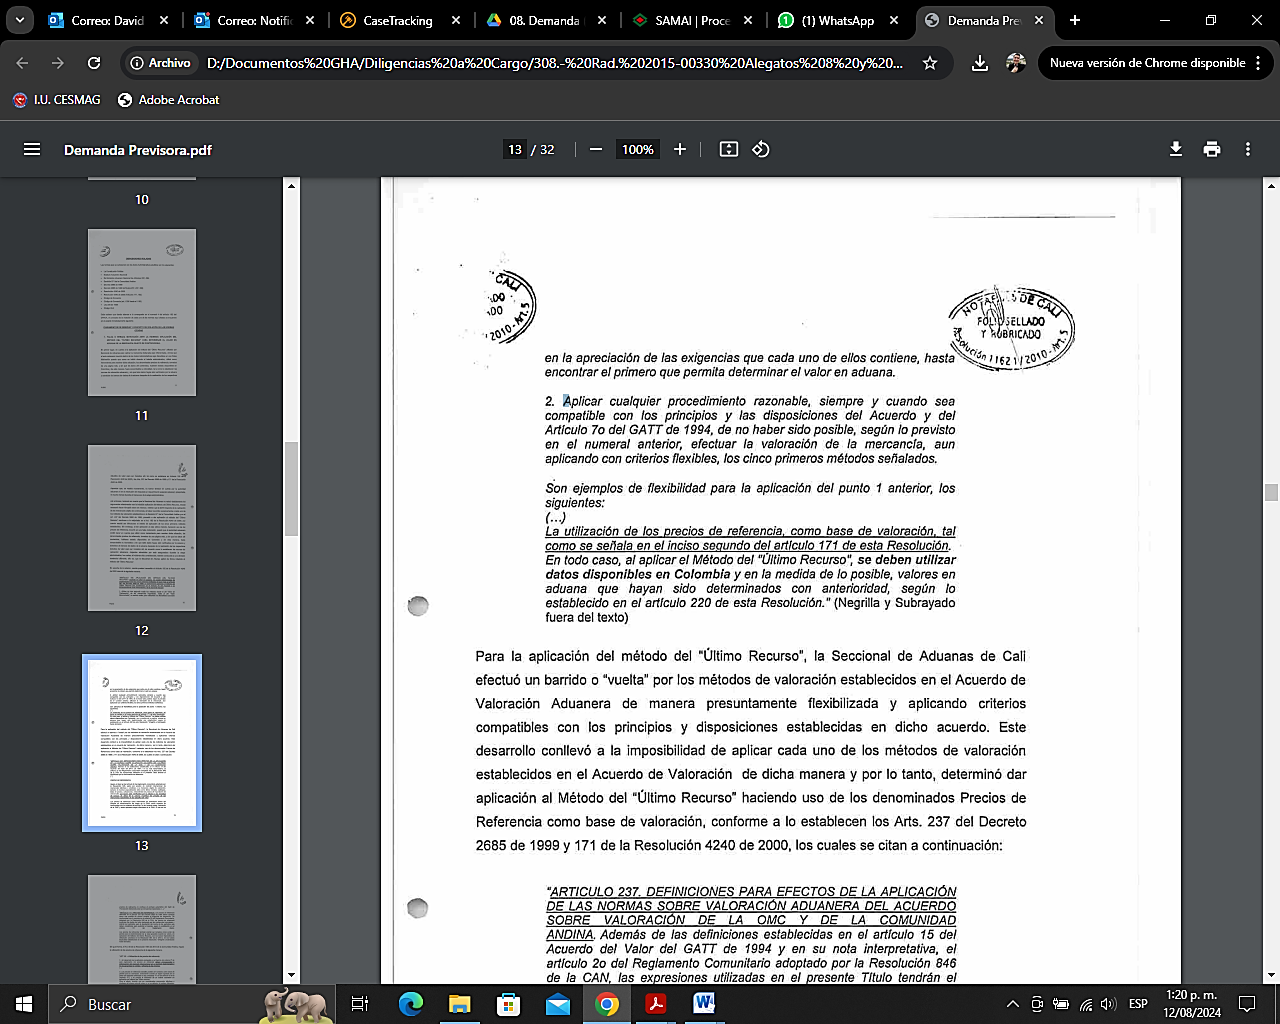 Correo: David
Correo: Notific
CaseTracking
08. Demanda
SAMAI | Proce
(1) WhatsApp
Demanda Pre
Archivo
D:/Documentos%20GHA/Diligencias%20a%20Cargo/308.-%20Rad.%202015-00330%20Alegatos%208%20y%20...
Nueva versión de Chrome disponible
I.U. CESMAG
Adobe Acrobat
Demanda Previsora.pdf
13 / 32
100%
10
11
12
13
CALI
ADO
DO
2010-Art. 5
DE CALI
FOLIO SELLADO
Y RUBRICADO
en la apreciación de las exigencias que cada uno de ellos contiene, hasta
encontrar el primero que permita determinar el valor en aduana.
2. Aplicar cualquier procedimiento razonable, siempre y cuando sea
compatible con los principios y las disposiciones del Acuerdo y del
Artículo 7o del GATT de 1994, de no haber sido posible, según lo previsto
en el numeral anterior, efectuar la valoración de la mercancía, aun
aplicando con criterios flexibles, los cinco primeros métodos señalados.
Son ejemplos de flexibilidad para la aplicación del punto 1 anterior, los
siguientes:
(...)
La utilización de los precios de referencia, como base de valoración, tal
como se señala en el inciso segundo del artículo 171 de esta Resolución.
En todo caso, al aplicar el Método del "Último Recurso", se deben utilizar
datos disponibles en Colombia y en la medida de lo posible, valores en
aduana que hayan sido determinados con anterioridad, según lo
establecido en el artículo 220 de esta Resolución." (Negrilla y Subrayado
fuera del texto)
Para la aplicación del método del "Último Recurso", la Seccional de Aduanas de Cali
efectuó un barrido o "vuelta" por los métodos de valoración establecidos en el Acuerdo de
Valoración Aduanera de manera presuntamente flexibilizada y aplicando criterios
compatibles con los principios y disposiciones establecidas en dicho acuerdo. Este
desarrollo conllevó a la imposibilidad de aplicar cada uno de los métodos de valoración
establecidos en el Acuerdo de Valoración de dicha manera y por lo tanto, determinó dar
aplicación al Método del "Último Recurso" haciendo uso de los denominados Precios de
Referencia como base de valoración, conforme a lo establecen los Arts. 237 del Decreto
2685 de 1999 y 171 de la Resolución 4240 de 2000, los cuales se citan a continuación:
"ARTICULO 237. DEFINICIONES PARA EFECTOS DE LA APLICACIÓN
DE LAS NORMAS SOBRE VALORACIÓN ADUANERA DEL ACUERDO
SOBRE VALORACIÓN DE LA OMC Y DE LA COMUNIDAD
ANDINA. Además de las definiciones establecidas en el artículo 15 del
Acuerdo del Valor del GATT de 1994 y en su nota interpretativa, el
artículo 2o del Reglamento Comunitario adoptado por la Resolución 846
de la CAN, las expresiones utilizadas en el presente Título tendrán el
Buscar
ESP
1:20 p. m.
12/08/2024